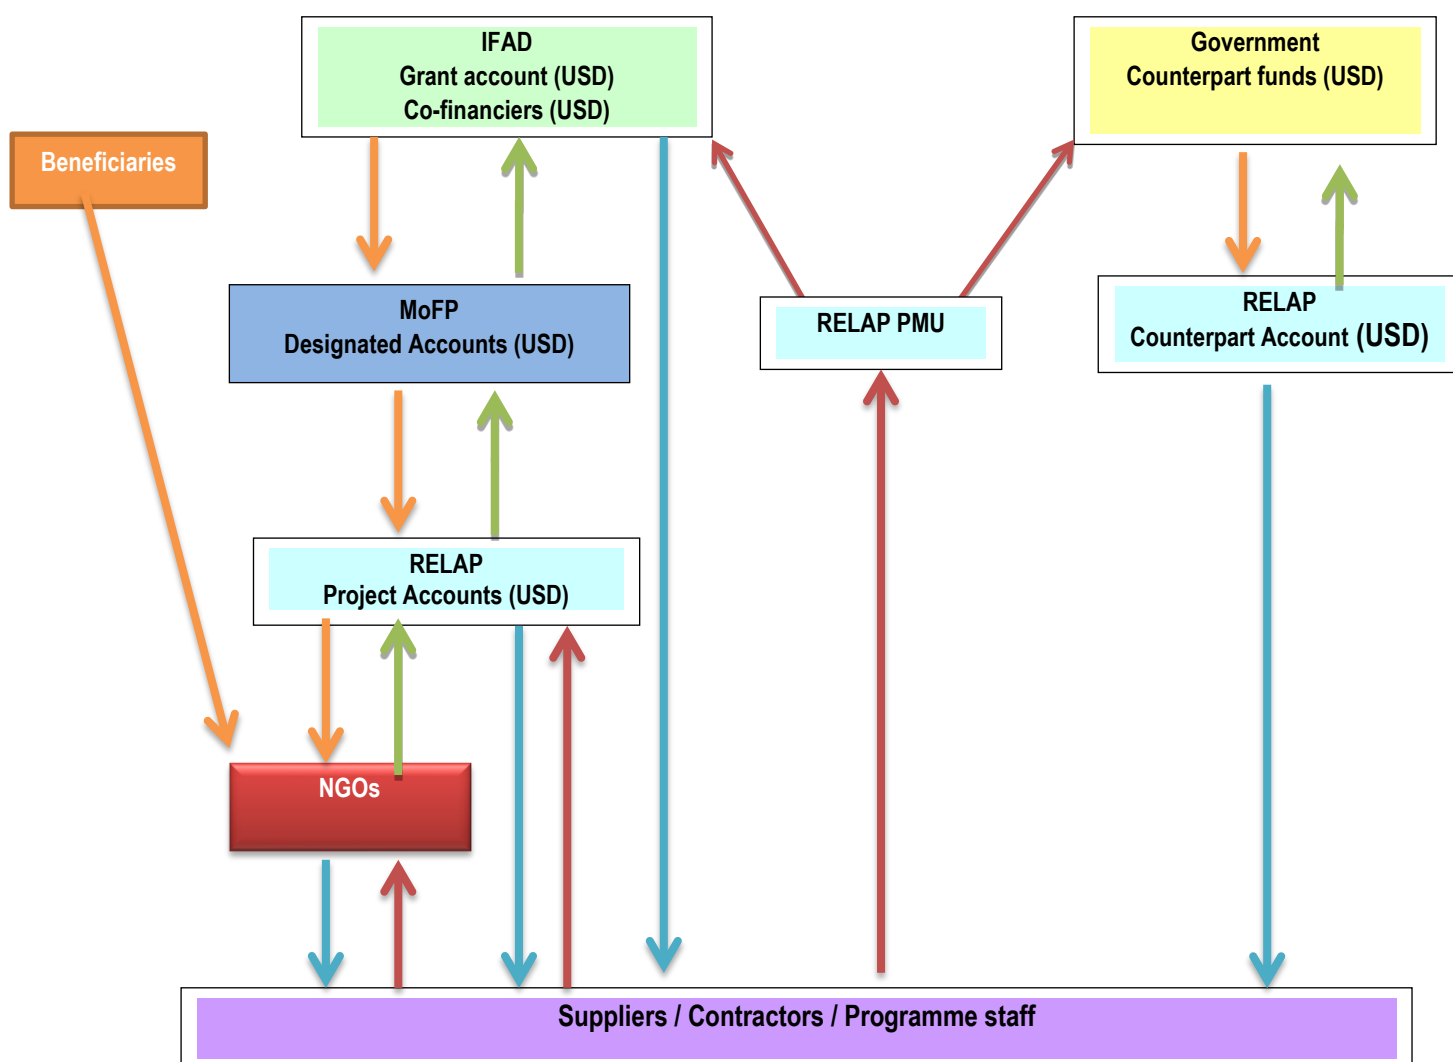 IFAD
Grant account (USD)
Co-financiers (USD)
Government
Counterpart funds (USD)
Beneficiaries
MoFP
Designated Accounts (USD)
RELAP PMU
RELAP
Counterpart Account (USD)
RELAP
Project Accounts (USD)
NGOs
Suppliers / Contractors / Programme staff